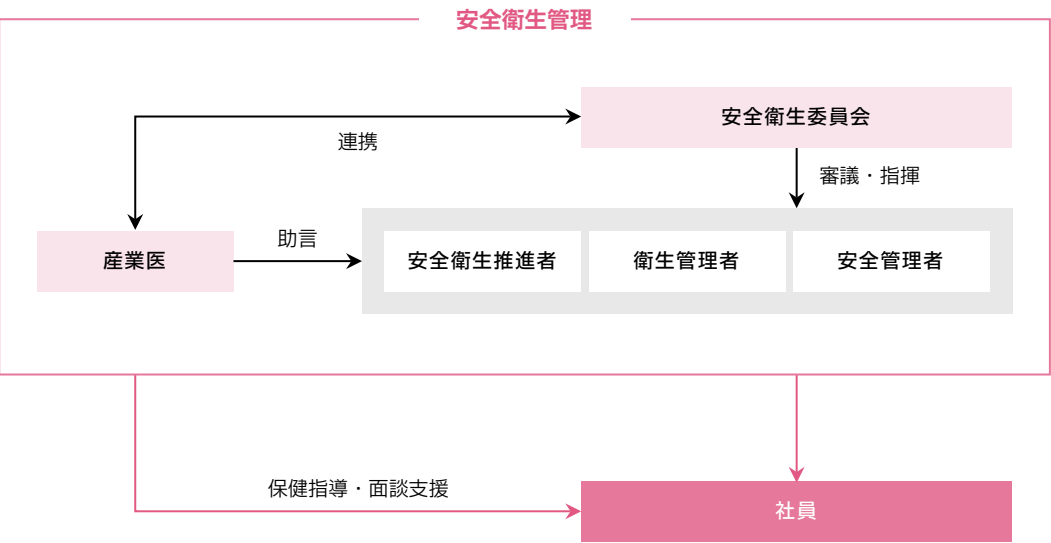 安全衛生管理
安全衛生委員会
連携
審議・指揮
産業医
助言
安全衛生推進者
衛生管理者
安全管理者
保健指導・面談支援
社員